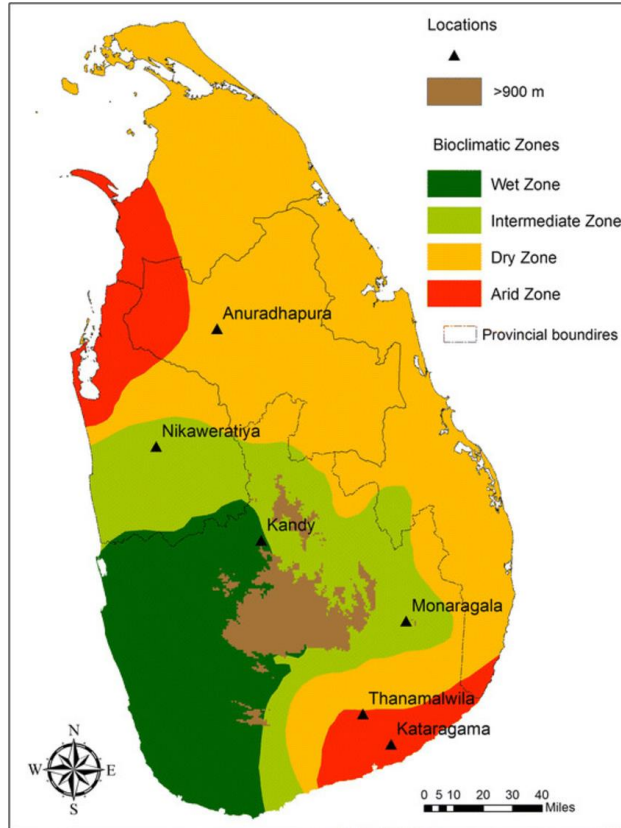 Locations
>900 m
Bioclimatic Zones
Wet Zone
Intermediate Zone
Dry Zone
Arid Zone
Provincial boundires
Anuradhapura
Nikaweratiya
Kandy
Monaragala
Thanamalwila
Kataragama
N
W E
S
0 5 10 20 30 40
Miles